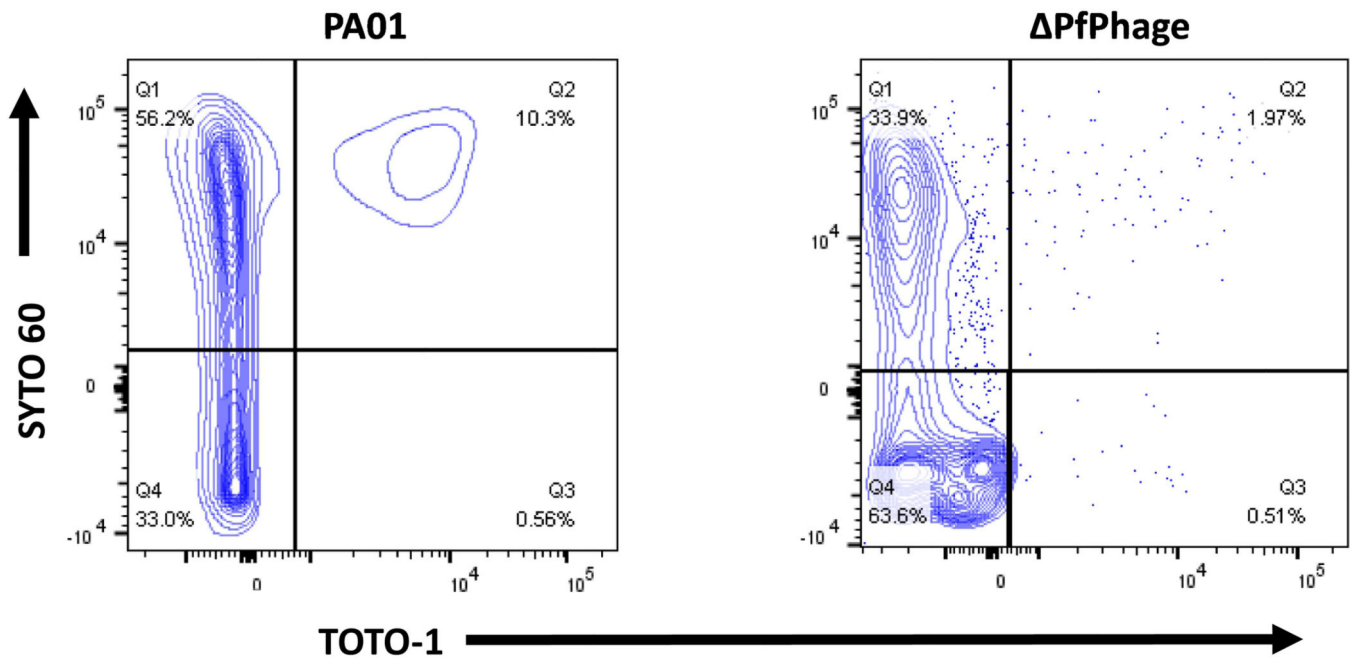 PA01
ΔPfPhage
Q1
56.2%
Q2
10.3%
Q4
33.0%
Q3
0.56%
10^5
10^4
0
-10^4
0
10^4
10^5
Q1
33.9%
Q2
1.97%
Q4
63.6%
Q3
0.51%
10^5
10^4
0
-10^4
0
10^4
10^5
SYTO 60
TOTO-1